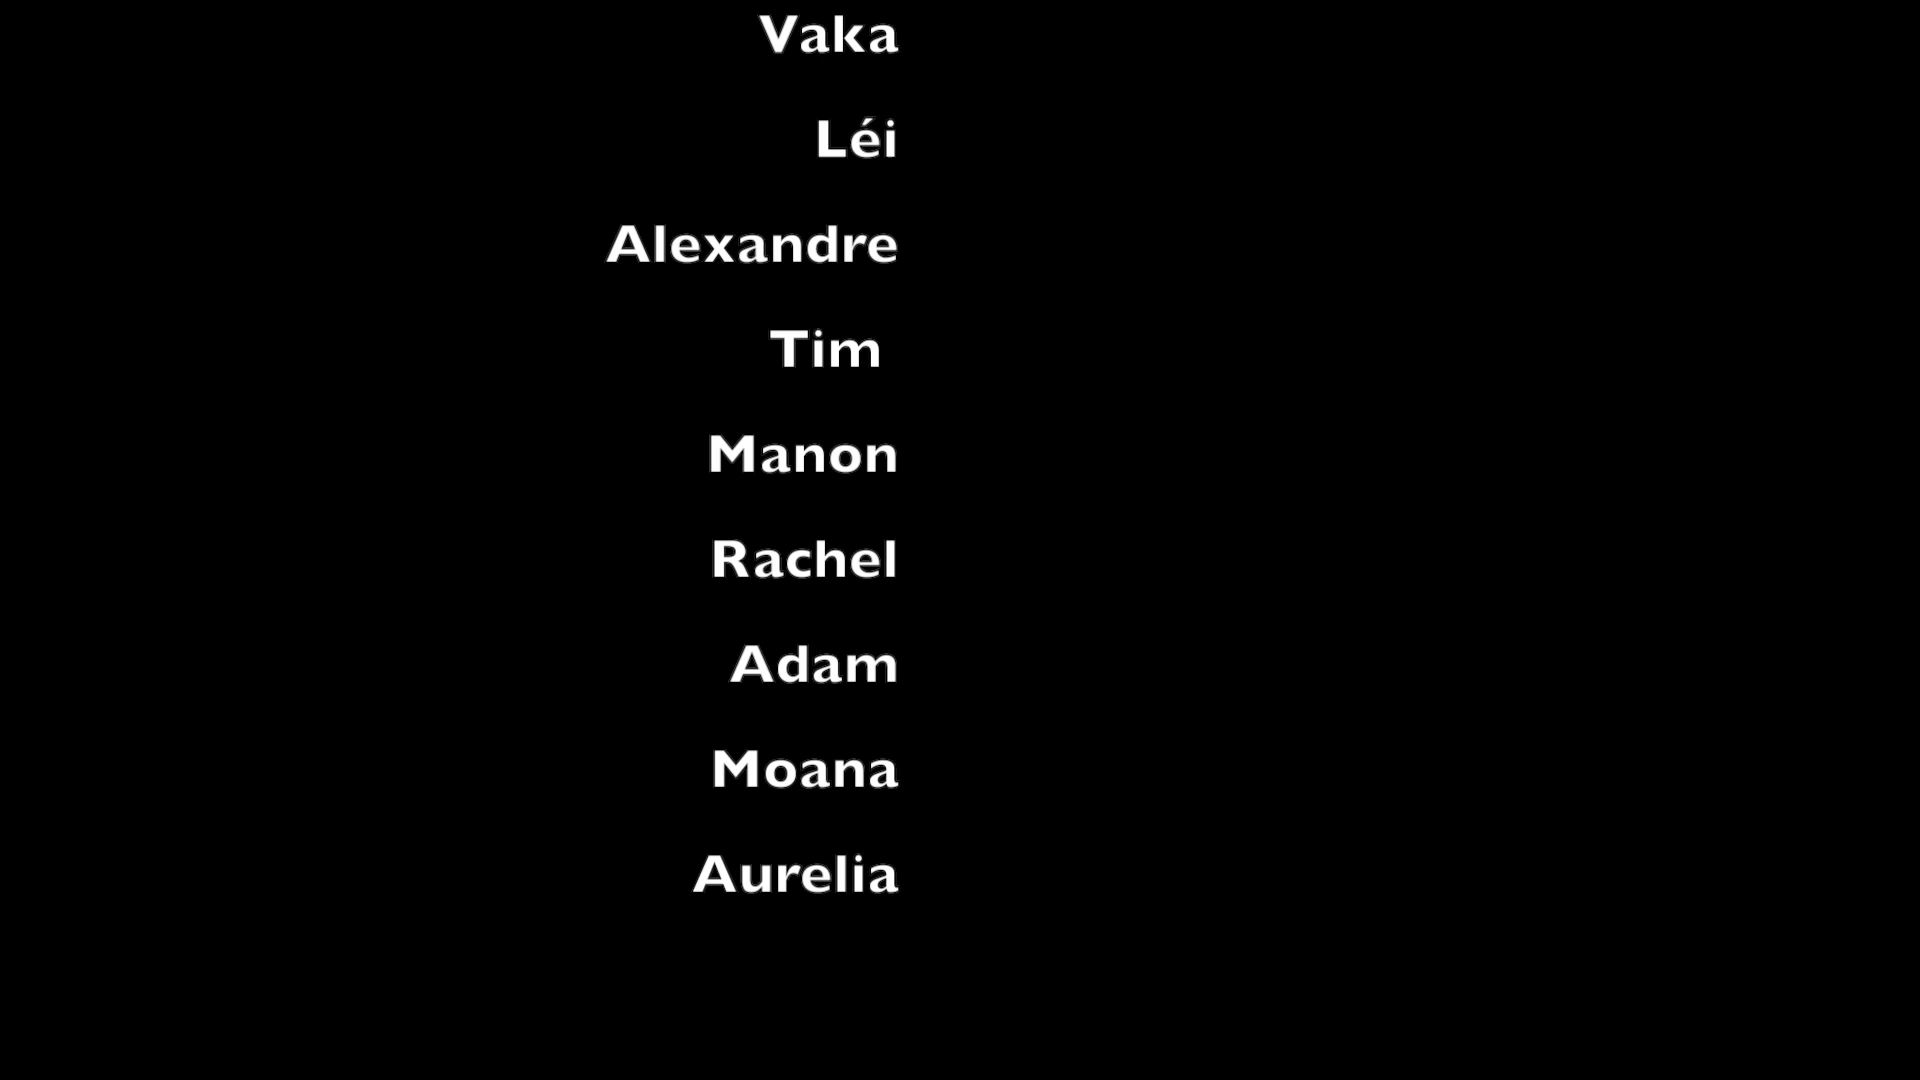 Vaka
Léi
Alexandre
Tim
Manon
Rachel
Adam
Moana
Aurelia